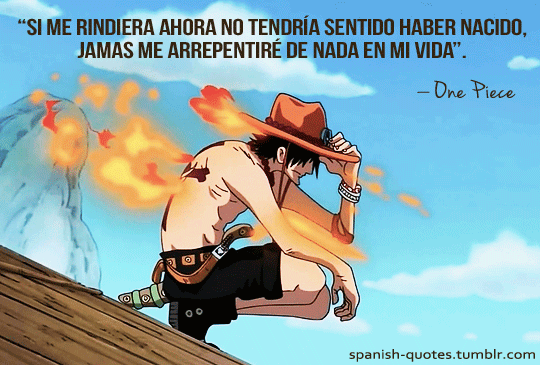 “SI ME RINDIERA AHORA NO TENDRÍA SENTIDO HABER NACIDO,
JAMAS ME ARREPENTIRÉ DE NADA EN MI VIDA”.
– One Piece
spanish-quotes.tumblr.com